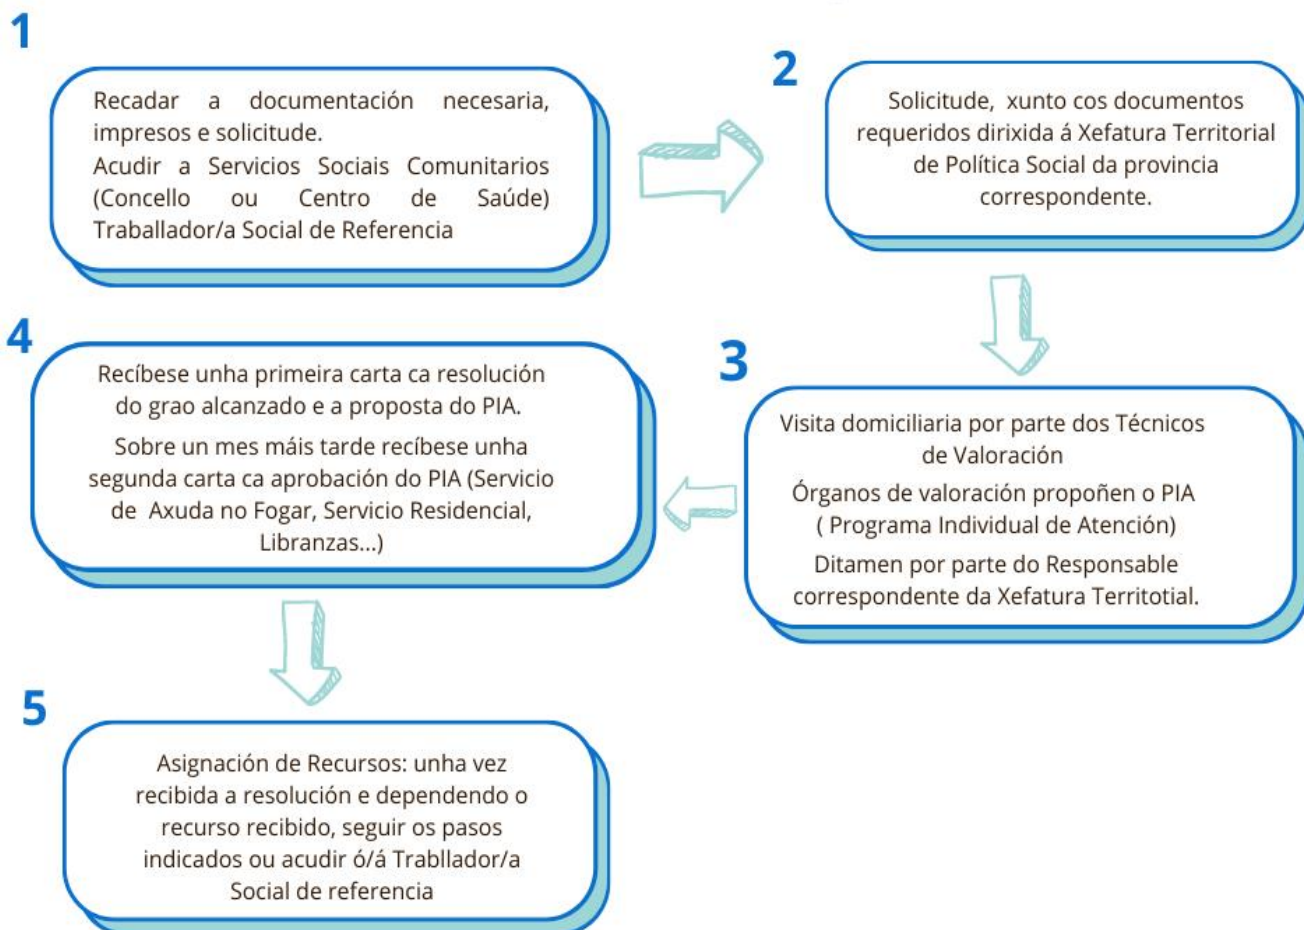 1
Recadar a documentación necesaria,
impresos e solicitude.
Acudir a Servicios Sociais Comunitarios
(Concello ou Centro de Saúde)
Traballador/a Social de Referencia
2
Solicitude, xunto cos documentos
requeridos dirixida á Xefatura Territorial
de Política Social da provincia
correspondente.
3
Visita domiciliaria por parte dos Técnicos
de Valoración
Órganos de valoración propoñen o PIA
( Programa Individual de Atención)
Ditamen por parte do Responsable
correspondente da Xefatura Territotial.
4
Recíbese unha primeira carta ca resolución
do grao alcanzado e a proposta do PIA.
Sobre un mes máis tarde recíbese unha
segunda carta ca aprobación do PIA (Servicio
de Axuda no Fogar, Servicio Residencial,
Libranzas...)
5
Asignación de Recursos: unha vez
recibida a resolución e dependendo o
recurso recibido, seguir os pasos
indicados ou acudir ó/á Trabllador/a
Social de referencia